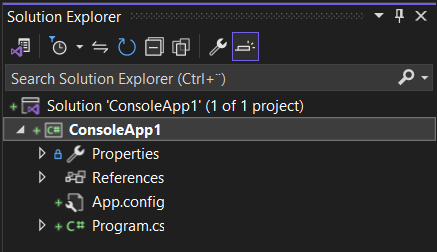 Solution Explorer
Search Solution Explorer (Ctrl+¨)
Solution 'ConsoleApp1' (1 of 1 project)
C# ConsoleApp1
Properties
References
App.config
C# Program.cs